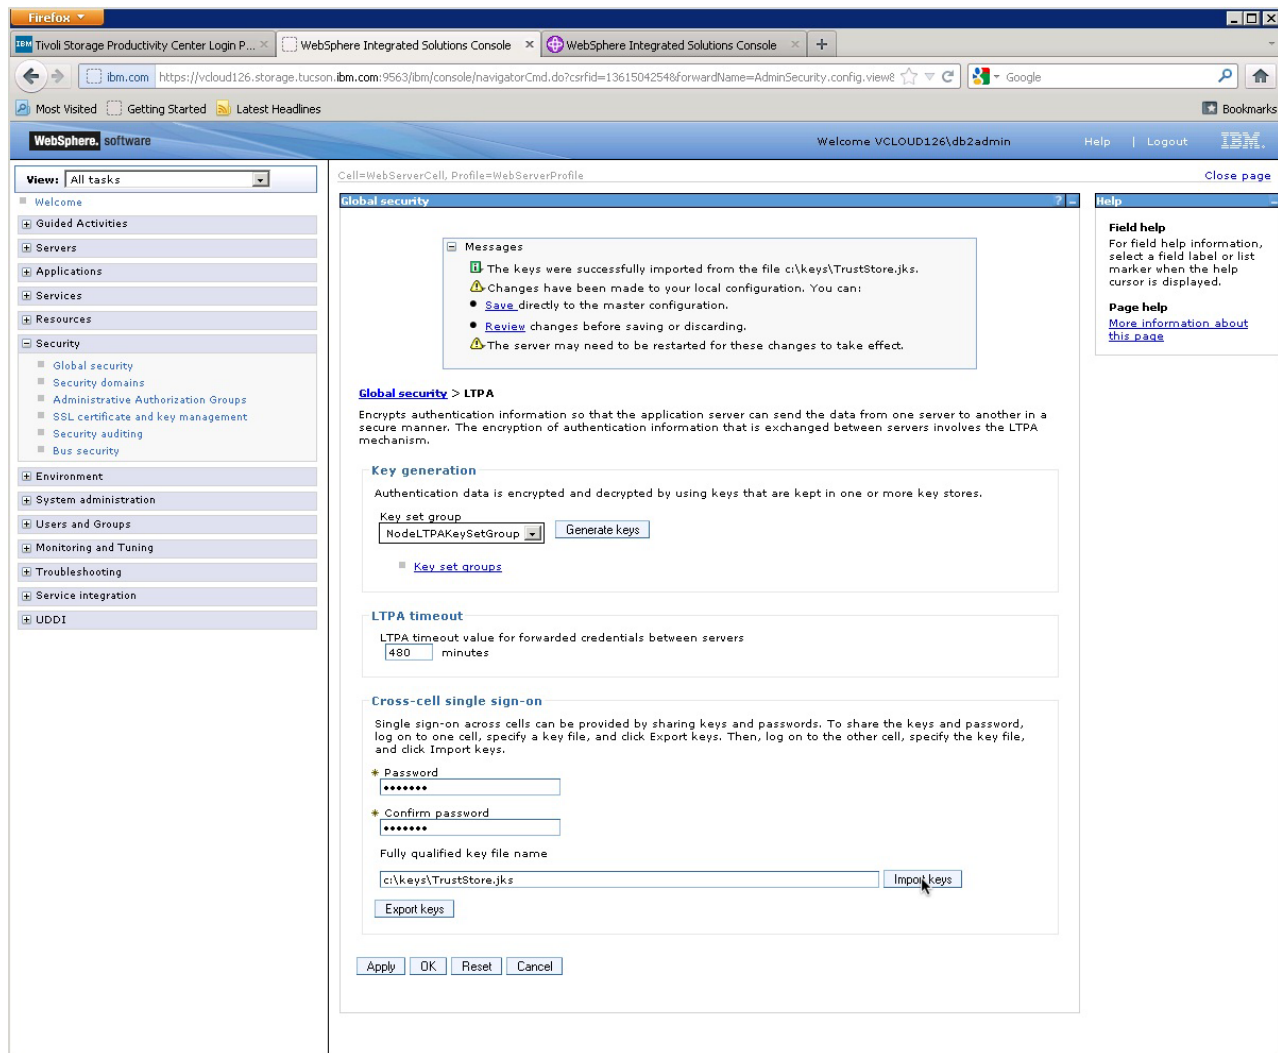 Firefox
Tivoli Storage Productivity Center Login P...
WebSphere Integrated Solutions Console
WebSphere Integrated Solutions Console
ibm.com
https://vcloud126.storage.tucson.ibm.com:9563/ibm/console/navigatorCmd.do?csrfid=1361504254&forwardName=AdminSecurity.config.view&
Google
Most Visited
Getting Started
Latest Headlines
Bookmarks
WebSphere. software
Welcome VCLOUD126\db2admin
Help | Logout
IBM.
View: All tasks
Welcome
Guided Activities
Servers
Applications
Services
Resources
Security
Global security
Security domains
Administrative Authorization Groups
SSL certificate and key management
Security auditing
Bus security
Environment
System administration
Users and Groups
Monitoring and Tuning
Troubleshooting
Service integration
UDDI
Cell=WebServerCell, Profile=WebServerProfile
Close page
Global security
? -
Messages
The keys were successfully imported from the file c:\keys\TrustStore.jks.
Changes have been made to your local configuration. You can:
Save directly to the master configuration.
Review changes before saving or discarding.
The server may need to be restarted for these changes to take effect.
Global security > LTPA
Encrypts authentication information so that the application server can send the data from one server to another in a
secure manner. The encryption of authentication information that is exchanged between servers involves the LTPA
mechanism.
Key generation
Authentication data is encrypted and decrypted by using keys that are kept in one or more key stores.
Key set group
NodeLTPAKeySetGroup
Generate keys
Key set groups
LTPA timeout
LTPA timeout value for forwarded credentials between servers
480 minutes
Cross-cell single sign-on
Single sign-on across cells can be provided by sharing keys and passwords. To share the keys and password,
log on to one cell, specify a key file, and click Export keys. Then, log on to the other cell, specify the key file,
and click Import keys.
* Password
•••••••
* Confirm password
•••••••
Fully qualified key file name
c:\keys\TrustStore.jks
Import keys
Export keys
Apply
OK
Reset
Cancel
Help
Field help
For field help information,
select a field label or list
marker when the help
cursor is displayed.
Page help
More information about
this page